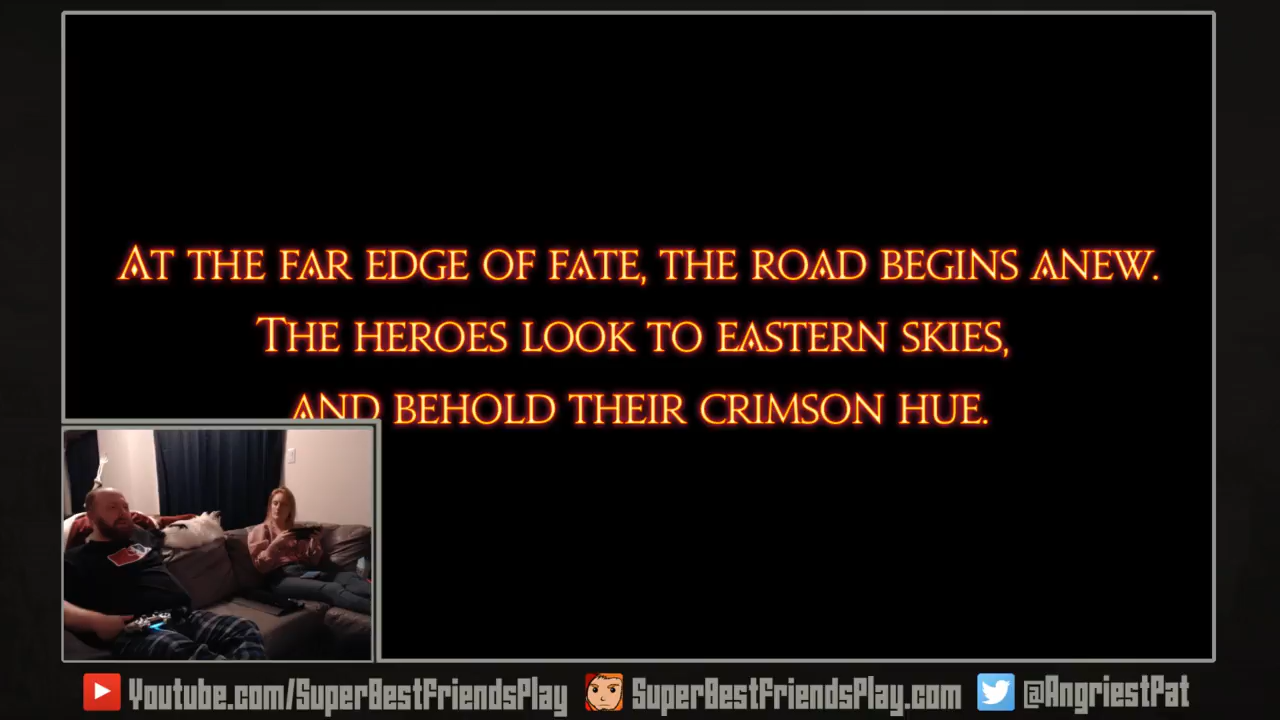 At the far edge of fate, the road begins anew.
The heroes look to eastern skies,
and behold their crimson hue.
Youtube.com/SuperBestFriendsPlay SuperBestFriendsPlay.com @AngriestPat